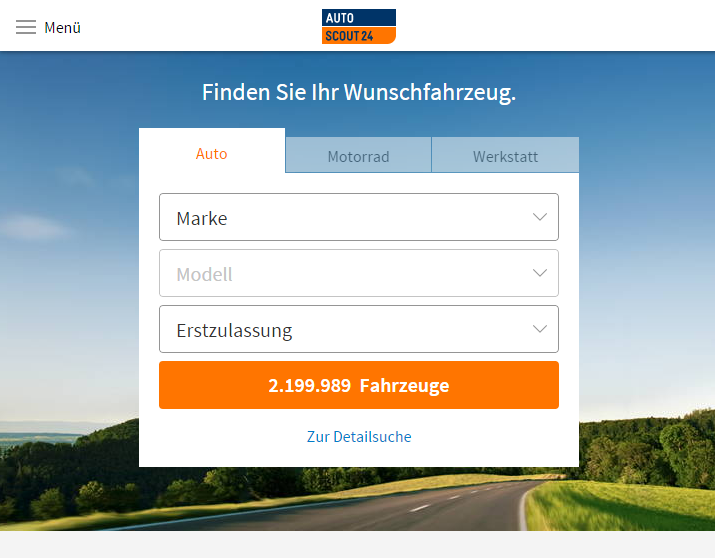 Menü
AUTO
SCOUT24
Finden Sie Ihr Wunschfahrzeug.
Auto
Motorrad
Werkstatt
Marke
Modell
Erstzulassung
2.199.989 Fahrzeuge
Zur Detailsuche